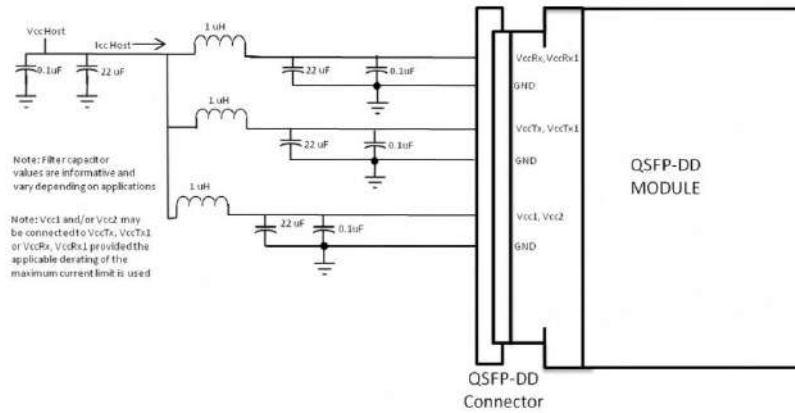 Vcc Host
Icc Host
0.1uF
22 uF
1 uH
22 uF
0.1uF
VccRx, VccRx1
GND
1 uH
22 uF
0.1uF
VccTx, VccTx1
GND
1 uH
22 uF
0.1uF
Vcc1, Vcc2
GND
Note: Filter capacitor
values are informative and
vary depending on applications
Note: Vcc1 and/or Vcc2 may
be connected to VccTx, VccTx1
or VccRx, VccRx1 provided the
applicable derating of the
maximum current limit is used
QSFP-DD
MODULE
QSFP-DD
Connector